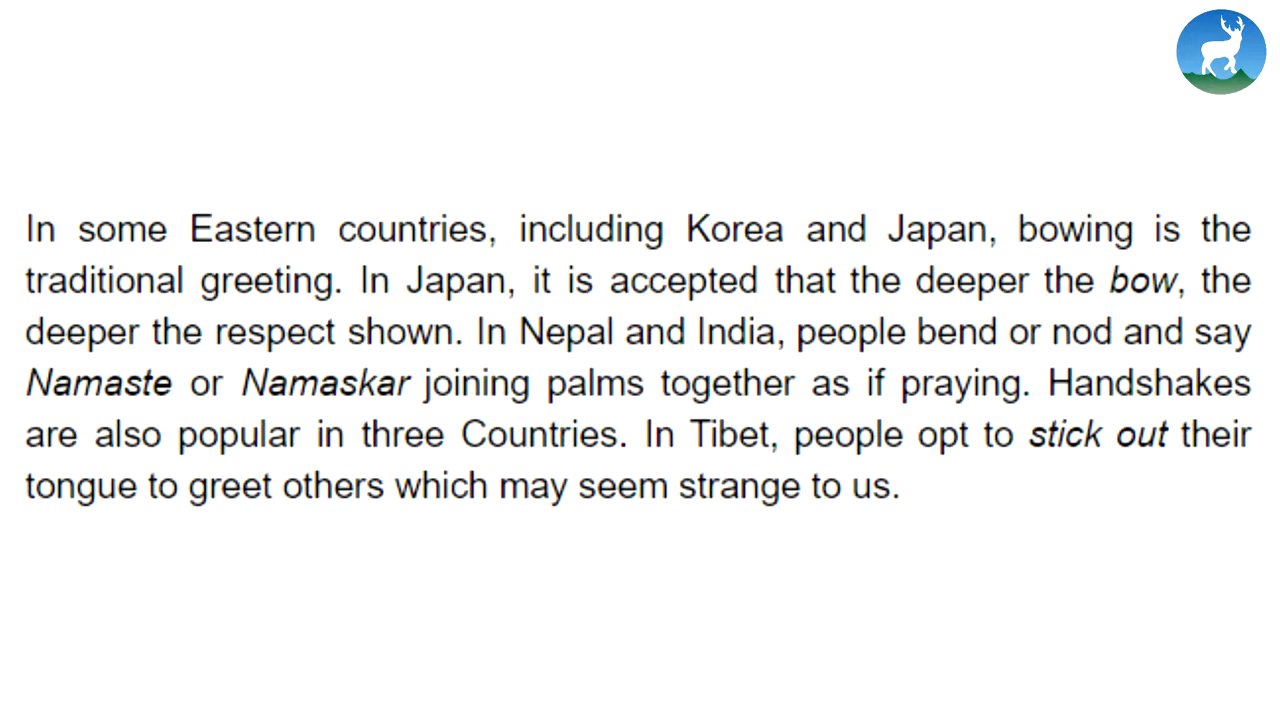 In some Eastern countries, including Korea and Japan, bowing is the
traditional greeting. In Japan, it is accepted that the deeper the bow, the
deeper the respect shown. In Nepal and India, people bend or nod and say
Namaste or Namaskar joining palms together as if praying. Handshakes
are also popular in three Countries. In Tibet, people opt to stick out their
tongue to greet others which may seem strange to us.